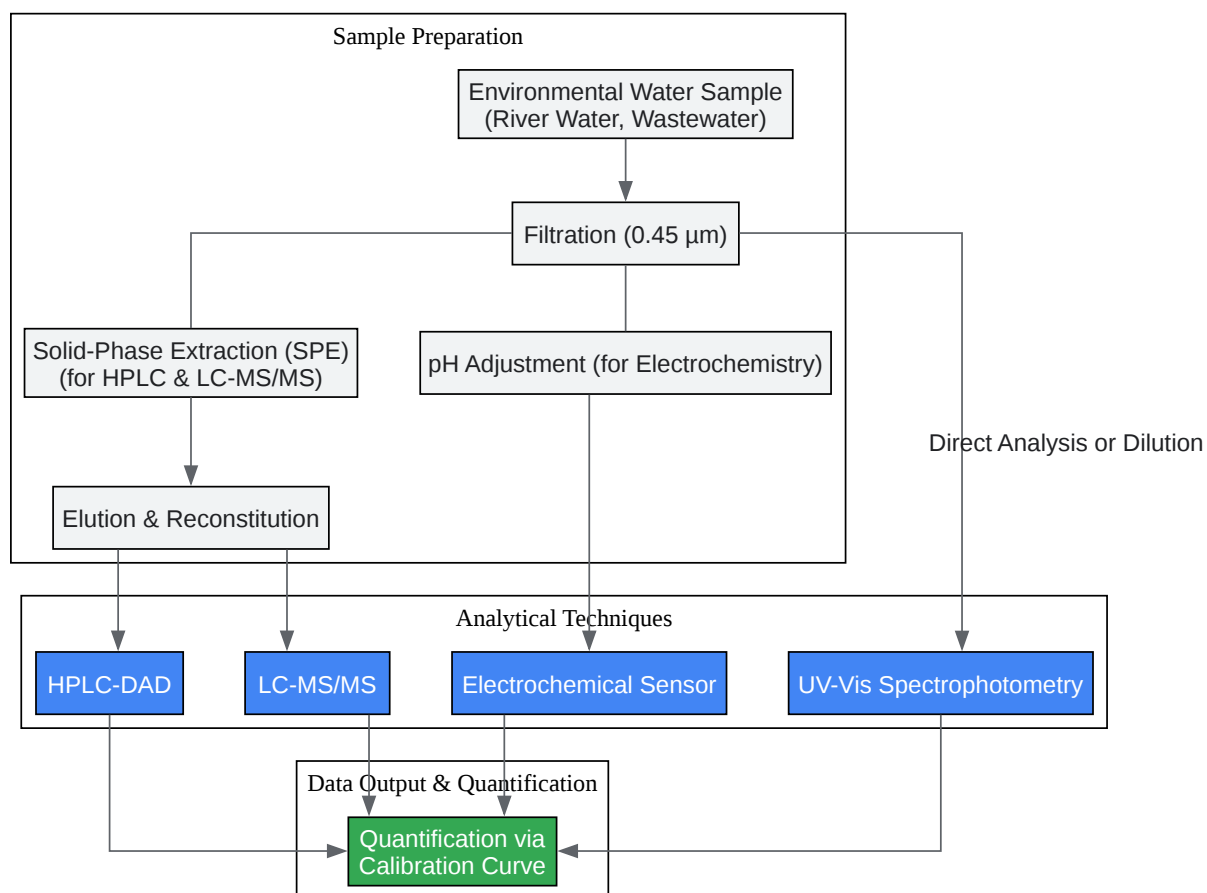 Sample Preparation
Environmental Water Sample
(River Water, Wastewater)
Filtration (0.45 µm)
Solid-Phase Extraction (SPE)
(for HPLC & LC-MS/MS)
pH Adjustment (for Electrochemistry)
Direct Analysis or Dilution
Elution & Reconstitution
Analytical Techniques
HPLC-DAD
LC-MS/MS
Electrochemical Sensor
UV-Vis Spectrophotometry
Data Output & Quantification
Quantification via
Calibration Curve